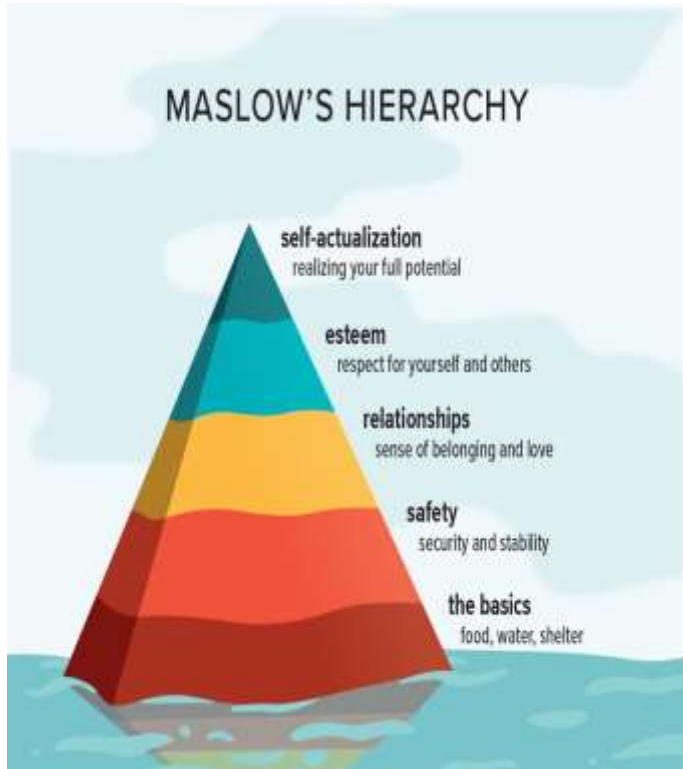 MASLOW'S HIERARCHY
self-actualization
realizing your full potential
esteem
respect for yourself and others
relationships
sense of belonging and love
safety
security and stability
the basics
food, water, shelter